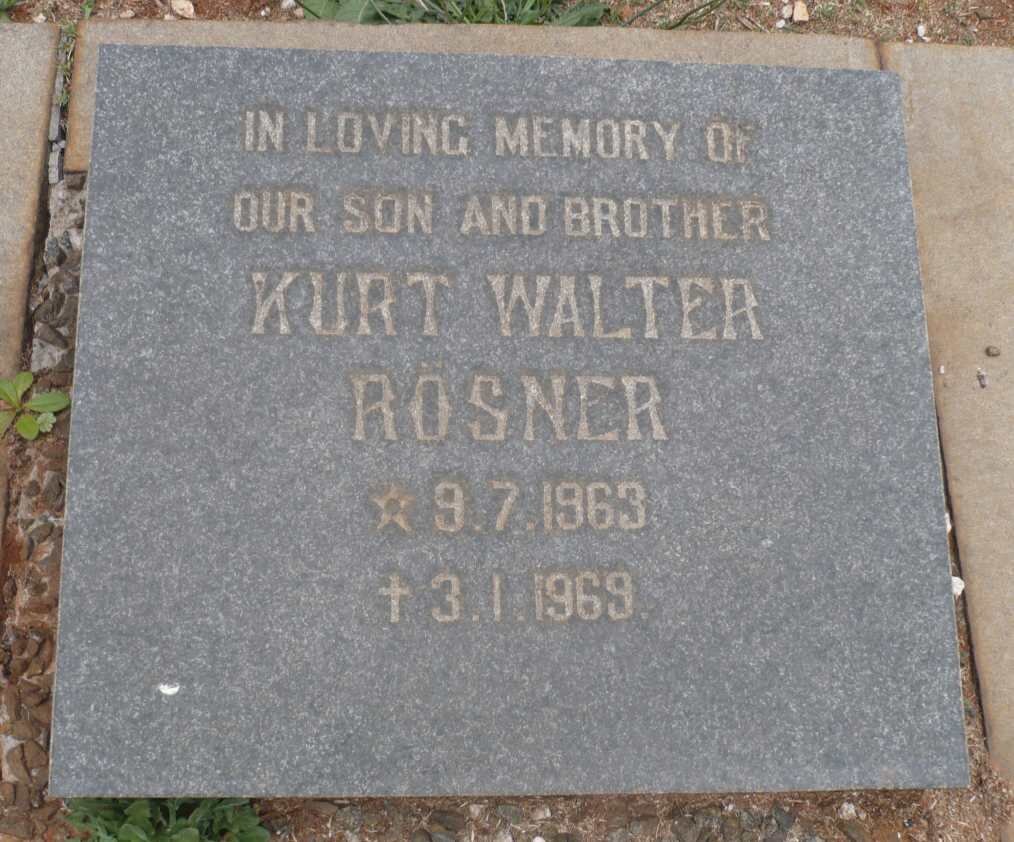 IN LOVING MEMORY OF
OUR SON AND BROTHER
KURT WALTER
RÖSNER
☆ 9.7.1963
✝ 3.1.1969.